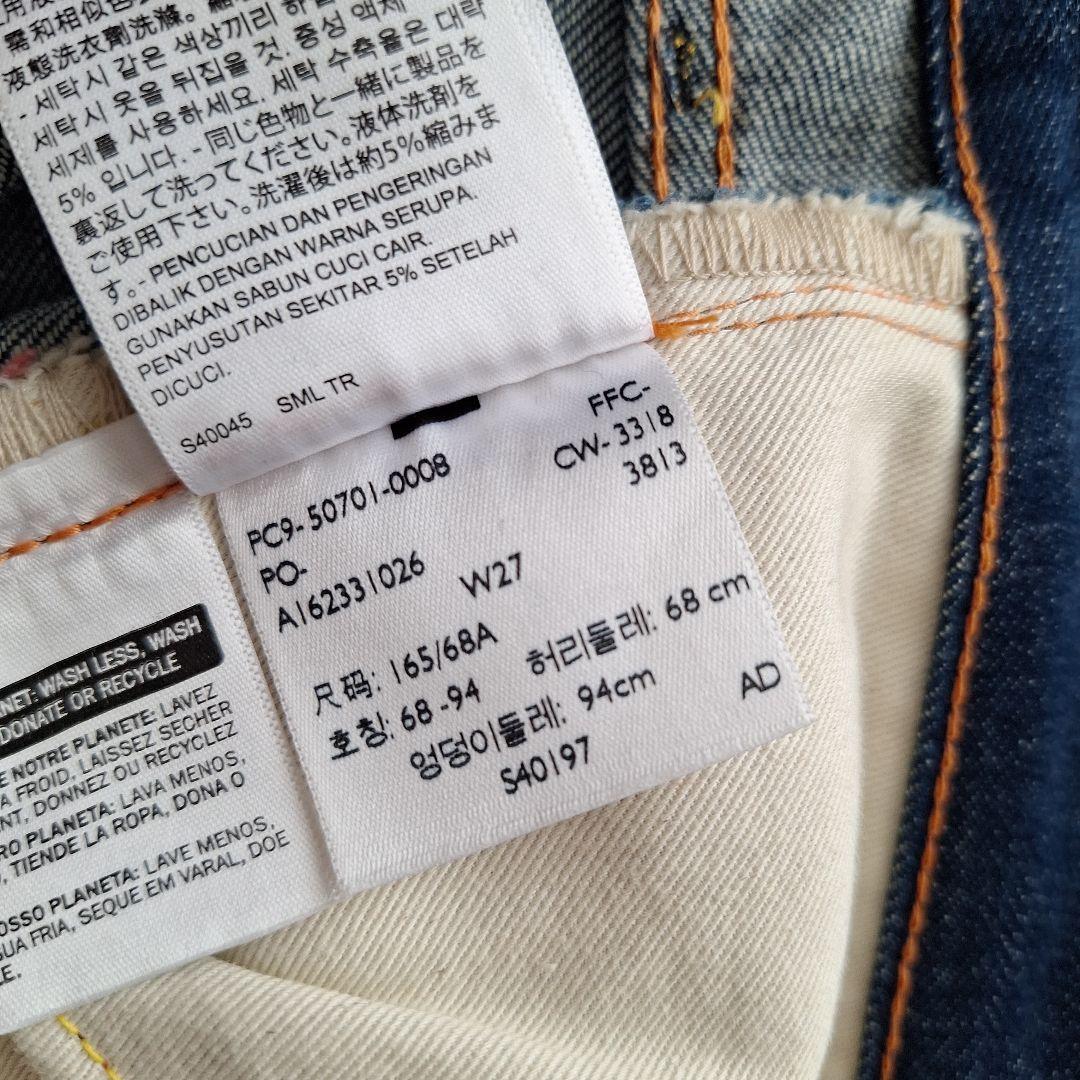 需和相似色
液態洗衣劑洗滌。
- 세탁시 같은 색상끼리
세탁시 옷을 뒤집을 것. 중성 액체
세제를 사용하세요. 세탁 수축율은 대략
5% 입니다. - 同じ色物と一緒に製品を
裏返して洗ってください。液体洗剤を
ご使用下さい。洗濯後は約5%縮みま
す。- PENCUCIAN DAN PENGERINGAN
DIBALIK DENGAN WARNA SERUPA.
GUNAKAN SABUN CUCI CAIR.
PENYUSUTAN SEKITAR 5% SETELAH
DICUCI.
S40045 SML TR
PC9-50701-0008
FFC-
CW-3318
3813
PO-
A162331026 W27
尺码: 165/68A
호칭: 68 -94 허리둘레: 68 cm
엉덩이둘레: 94cm AD
S40197
NET: WASH LESS, WASH
DONATE OR RECYCLE
E NOTRE PLANETE: LAVEZ
A FROID, LAISSEZ SECHER
NT, DONNEZ OU RECYCLEZ
RO PLANETA: LAVA MENOS,
, TIENDE LA ROPA, DONA O
OSSO PLANETA: LAVE MENOS,
GUA FRIA, SEQUE EM VARAL, DOE
LE.